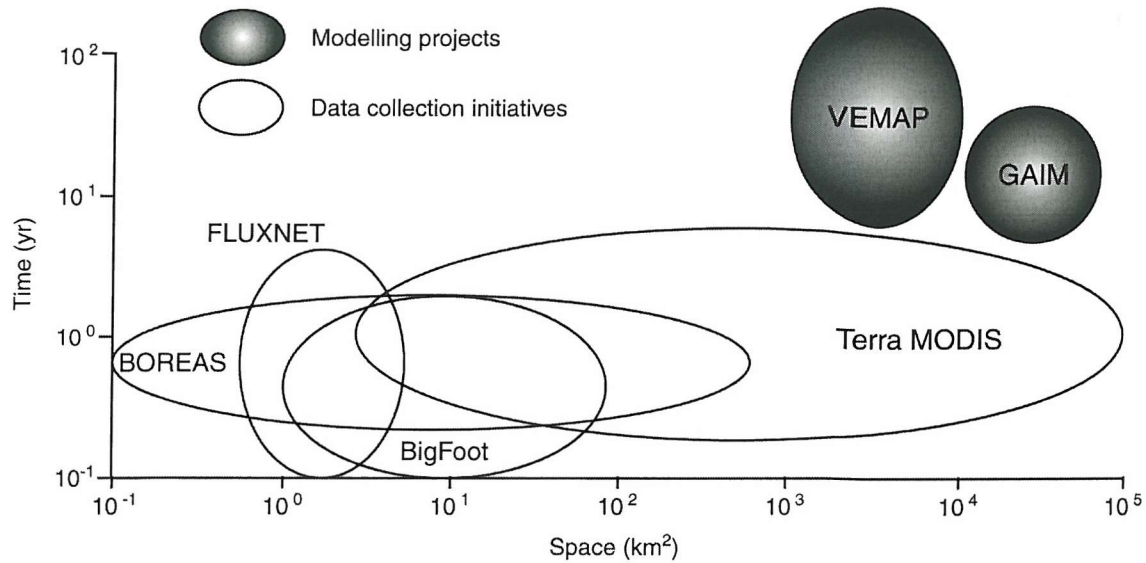 Modelling projects
Data collection initiatives
VEMAP
GAIM
FLUXNET
BOREAS
BigFoot
Terra MODIS
Time (yr)
10²
10¹
10⁰
10⁻¹
10⁻¹ 10⁰ 10¹ 10² 10³ 10⁴ 10⁵
Space (km²)